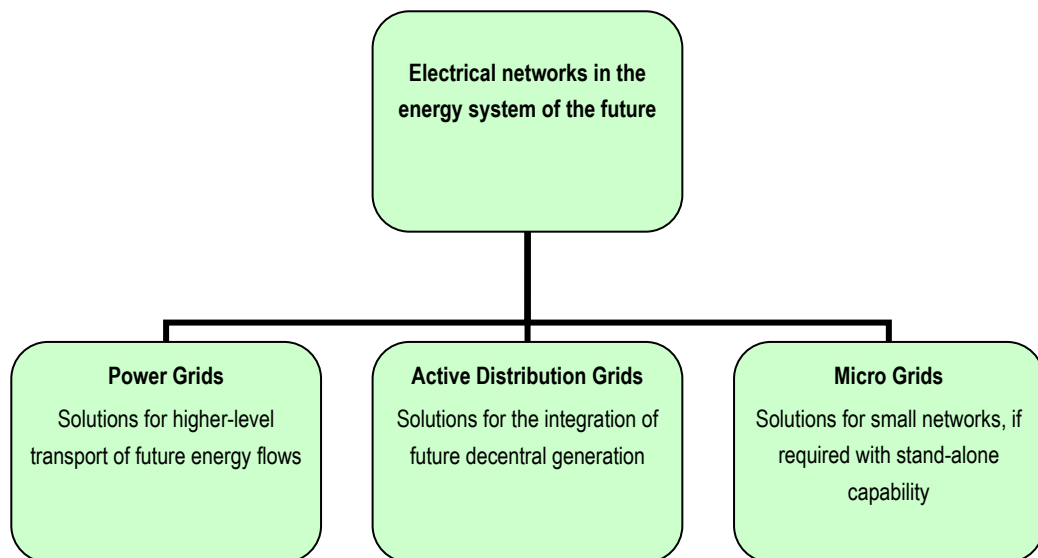 Electrical networks in the
energy system of the future
Power Grids
Solutions for higher-level
transport of future energy flows
Active Distribution Grids
Solutions for the integration of
future decentral generation
Micro Grids
Solutions for small networks, if
required with stand-alone
capability